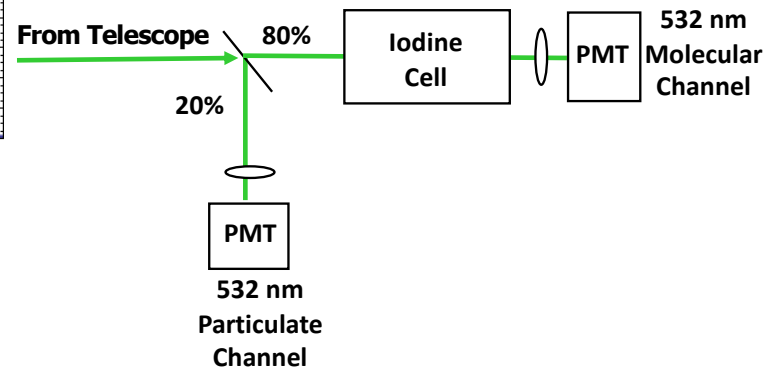 From Telescope
80%
20%
Iodine
Cell
PMT
532 nm
Molecular
Channel
PMT
532 nm
Particulate
Channel